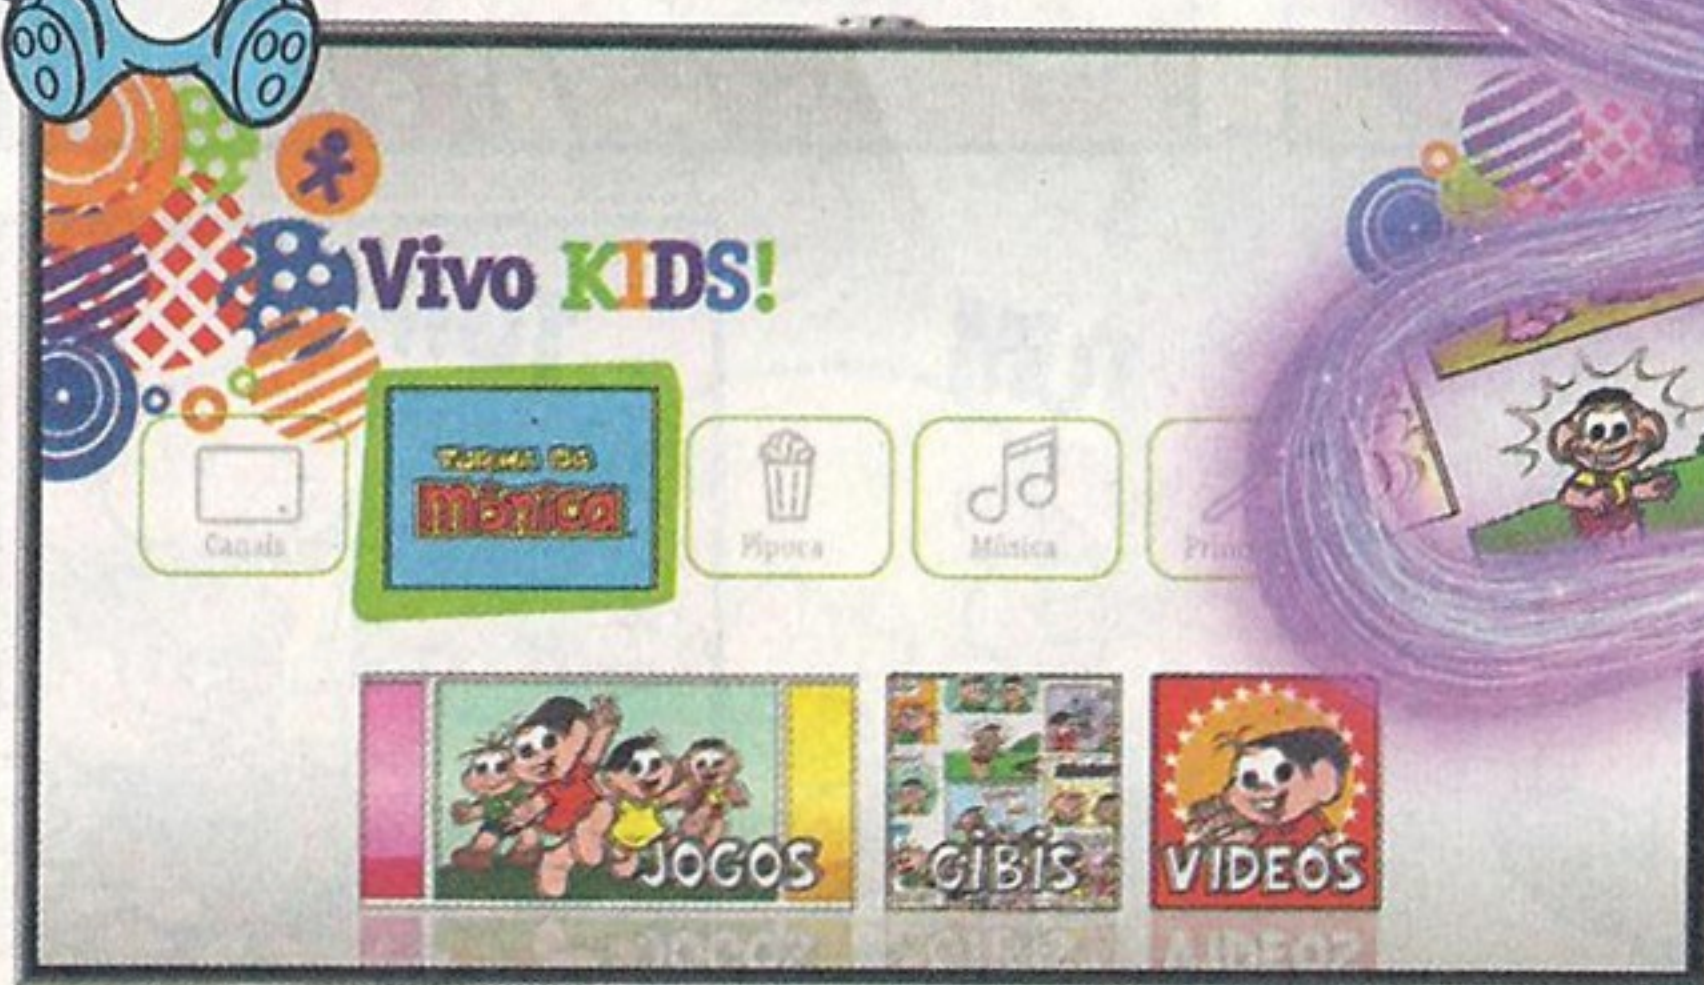 Vivo KIDS!
TURMA DA
Mônica
Canais
Pipoca
Música
JOGOS
GIBIS
VIDEOS